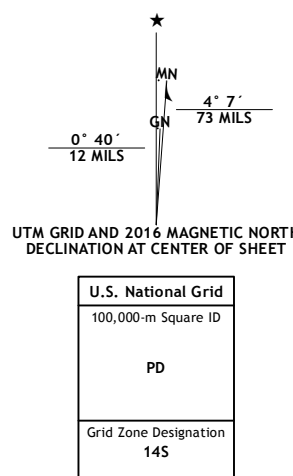 ★
MN
4° 7´
73 MILS
GN
0° 40´
12 MILS
UTM GRID AND 2016 MAGNETIC NORTH
DECLINATION AT CENTER OF SHEET
U.S. National Grid
100,000-m Square ID
PD
Grid Zone Designation
14S